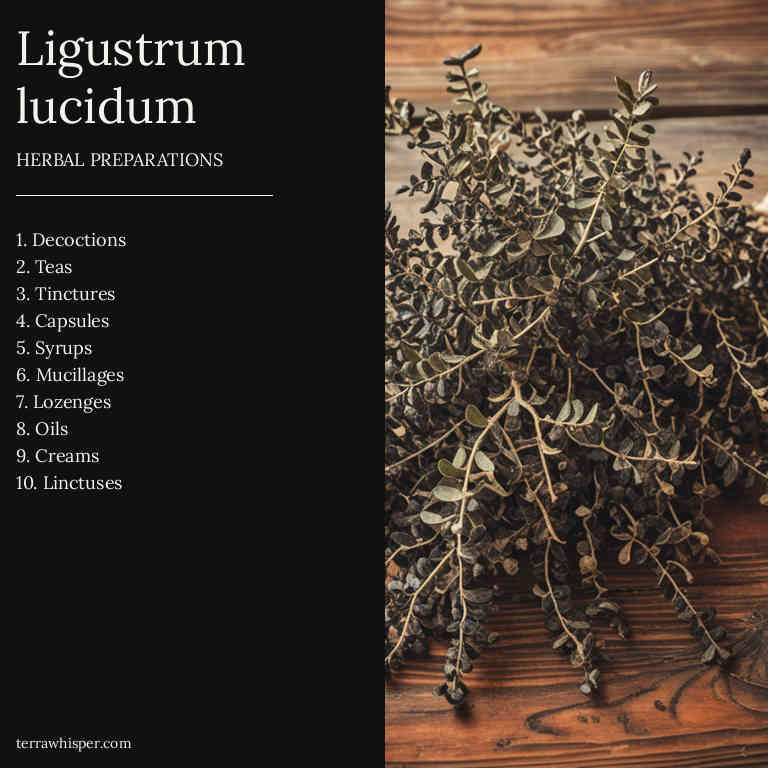 Ligustrum
lucidum
HERBAL PREPARATIONS
1. Decoctions
2. Teas
3. Tinctures
4. Capsules
5. Syrups
6. Mucillages
7. Lozenges
8. Oils
9. Creams
10. Linctuses
terrawhisper.com